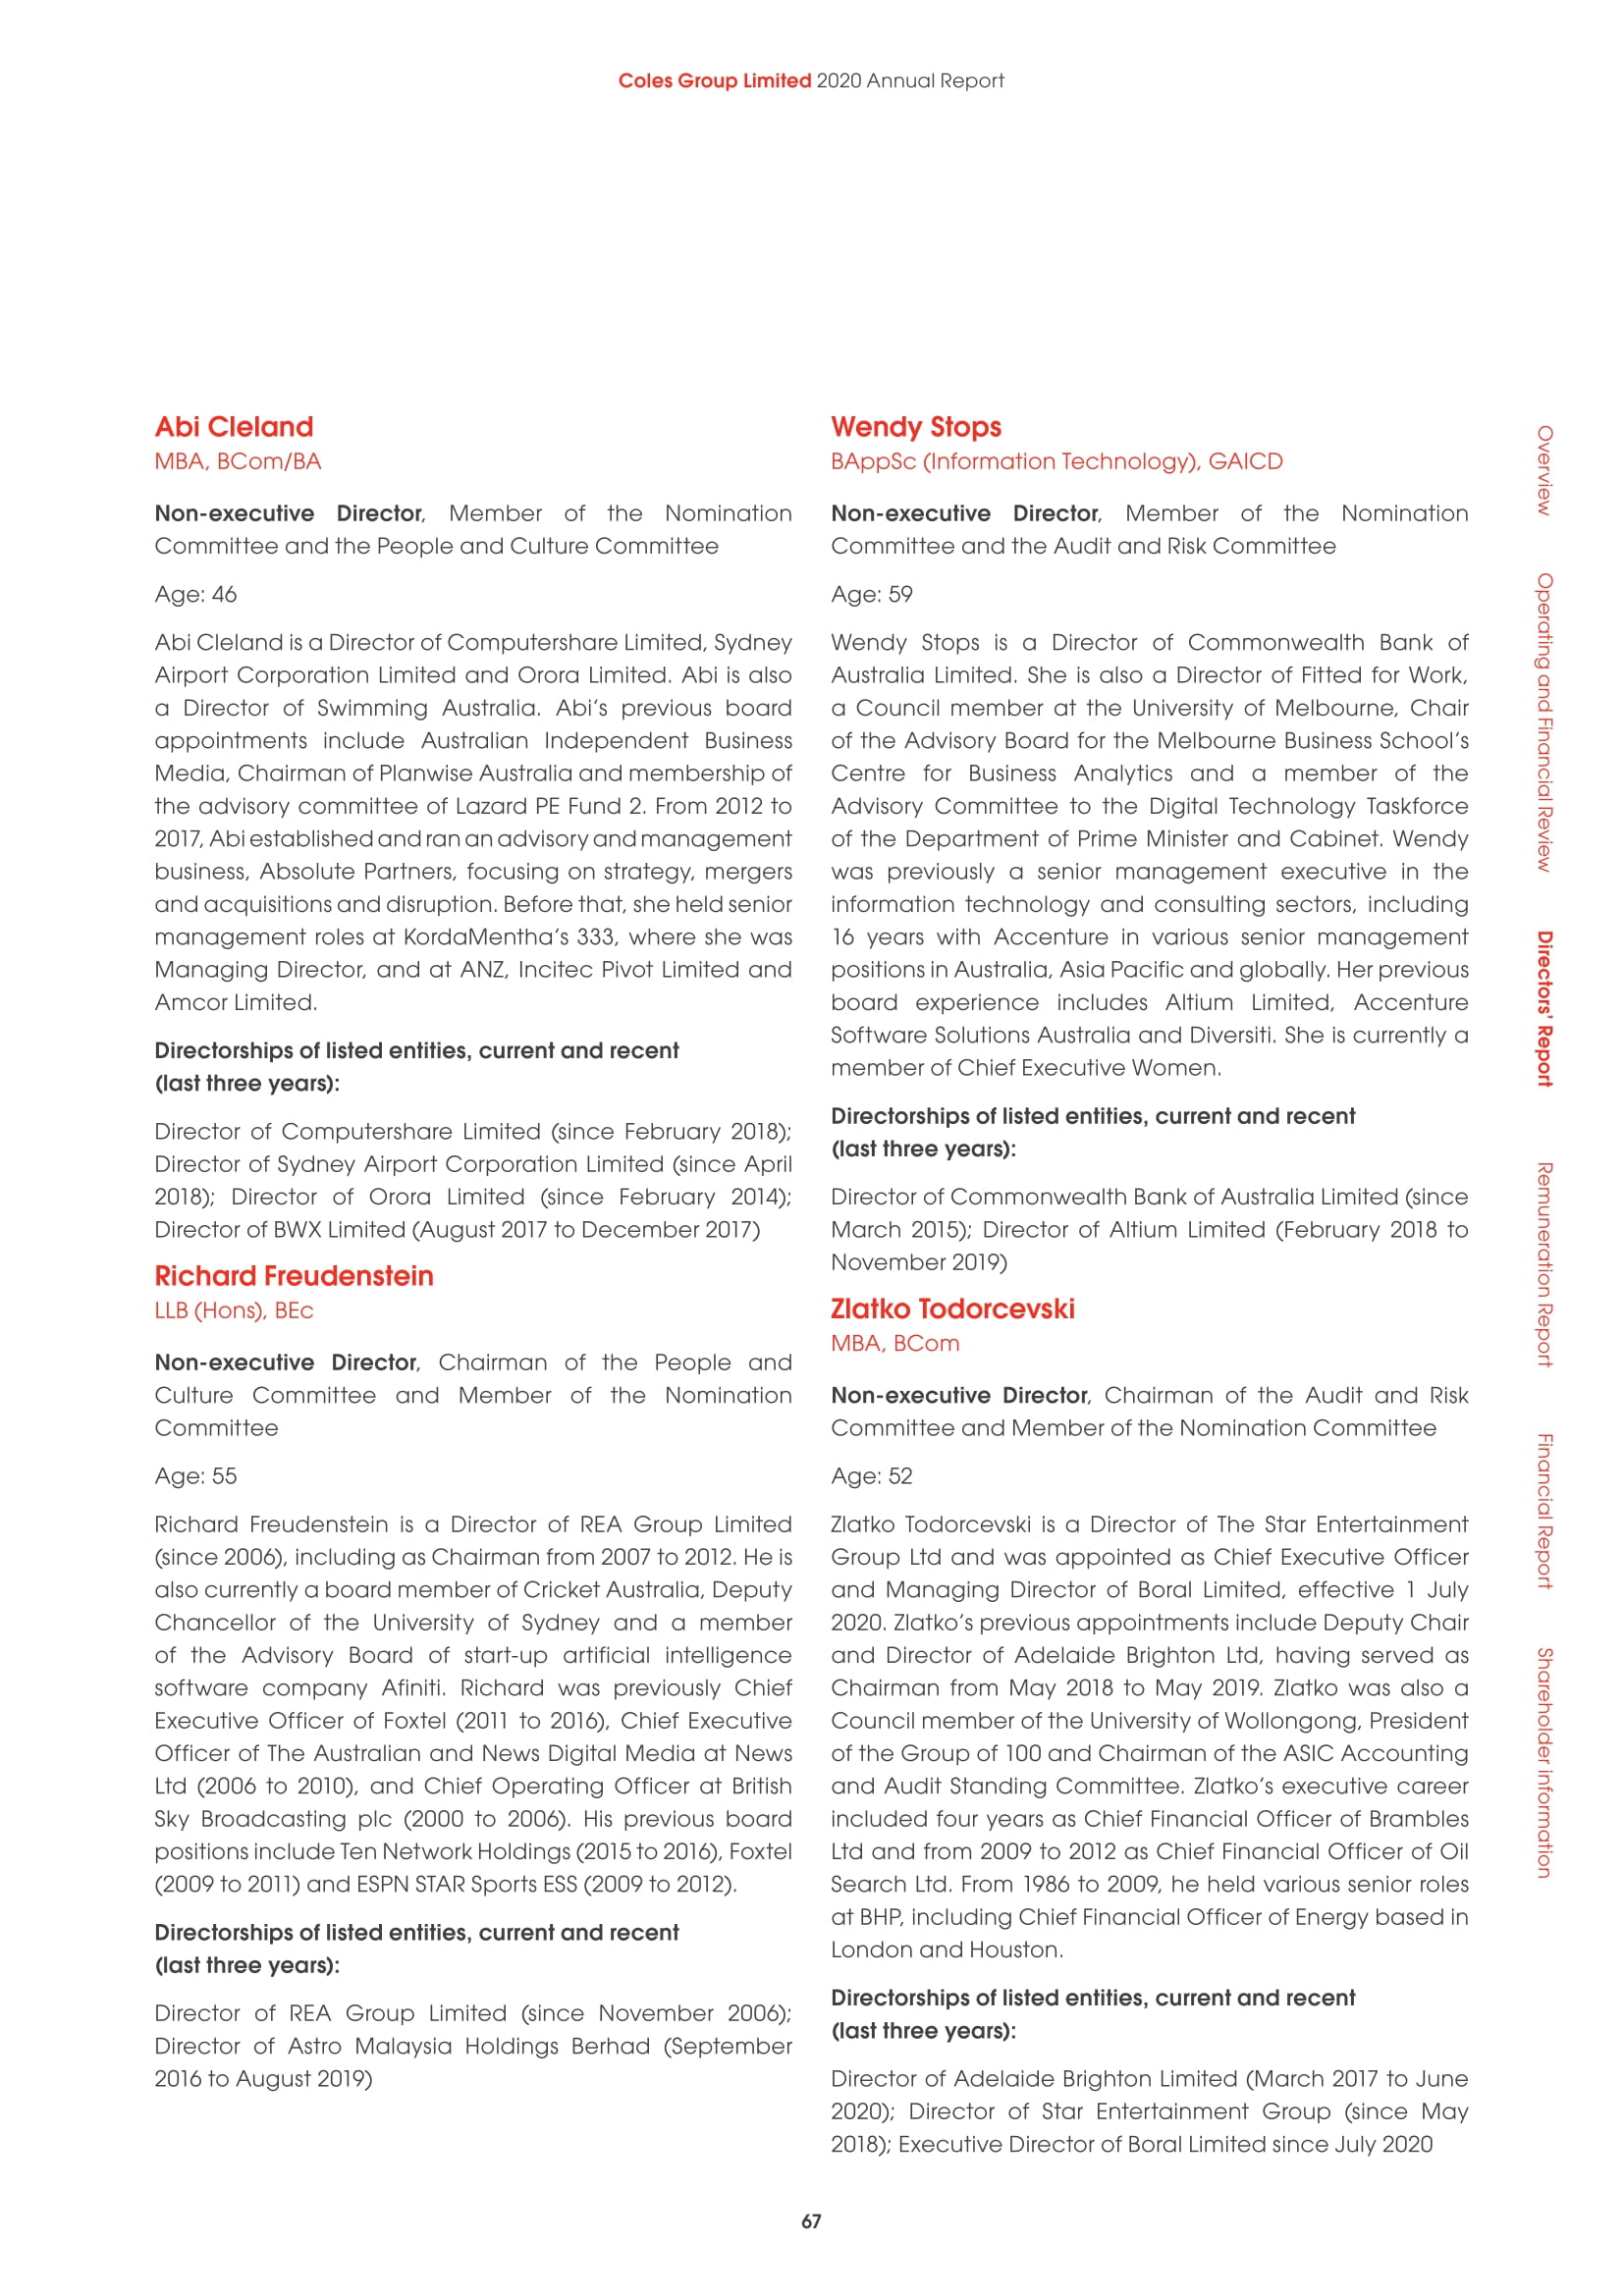 Coles Group Limited 2020 Annual Report
Abi Cleland
MBA, BCom/BA
Non-executive Director, Member of the Nomination
Committee and the People and Culture Committee
Age: 46
Abi Cleland is a Director of Computershare Limited, Sydney
Airport Corporation Limited and Orora Limited. Abi is also
a Director of Swimming Australia. Abi's previous board
appointments include Australian Independent Business
Media, Chairman of Planwise Australia and membership of
the advisory committee of Lazard PE Fund 2. From 2012 to
2017, Abi established and ran an advisory and management
business, Absolute Partners, focusing on strategy, mergers
and acquisitions and disruption. Before that, she held senior
management roles at KordaMentha's 333, where she was
Managing Director, and at ANZ, Incitec Pivot Limited and
Amcor Limited.
Directorships of listed entities, current and recent
(last three years):
Director of Computershare Limited (since February 2018);
Director of Sydney Airport Corporation Limited (since April
2018); Director of Orora Limited (since February 2014);
Director of BWX Limited (August 2017 to December 2017)
Richard Freudenstein
LLB (Hons), BEc
Non-executive Director, Chairman of the People and
Culture Committee and Member of the Nomination
Committee
Age: 55
Richard Freudenstein is a Director of REA Group Limited
(since 2006), including as Chairman from 2007 to 2012. He is
also currently a board member of Cricket Australia, Deputy
Chancellor of the University of Sydney and a member
of the Advisory Board of start-up artificial intelligence
software company Afiniti. Richard was previously Chief
Executive Officer of Foxtel (2011 to 2016), Chief Executive
Officer of The Australian and News Digital Media at News
Ltd (2006 to 2010), and Chief Operating Officer at British
Sky Broadcasting plc (2000 to 2006). His previous board
positions include Ten Network Holdings (2015 to 2016), Foxtel
(2009 to 2011) and ESPN STAR Sports ESS (2009 to 2012).
Directorships of listed entities, current and recent
(last three years):
Director of REA Group Limited (since November 2006);
Director of Astro Malaysia Holdings Berhad (September
2016 to August 2019)
Wendy Stops
BAppSc (Information Technology), GAICD
Non-executive Director, Member of the Nomination
Committee and the Audit and Risk Committee
Age: 59
Wendy Stops is a Director of Commonwealth Bank of
Australia Limited. She is also a Director of Fitted for Work,
a Council member at the University of Melbourne, Chair
of the Advisory Board for the Melbourne Business School's
Centre for Business Analytics and a member of the
Advisory Committee to the Digital Technology Taskforce
of the Department of Prime Minister and Cabinet. Wendy
was previously a senior management executive in the
information technology and consulting sectors, including
16 years with Accenture in various senior management
positions in Australia, Asia Pacific and globally. Her previous
board experience includes Altium Limited, Accenture
Software Solutions Australia and Diversiti. She is currently a
member of Chief Executive Women.
Directorships of listed entities, current and recent
(last three years):
Director of Commonwealth Bank of Australia Limited (since
March 2015); Director of Altium Limited (February 2018 to
November 2019)
Zlatko Todorcevski
MBA, BCom
Non-executive Director, Chairman of the Audit and Risk
Committee and Member of the Nomination Committee
Age: 52
Zlatko Todorcevski is a Director of The Star Entertainment
Group Ltd and was appointed as Chief Executive Officer
and Managing Director of Boral Limited, effective 1 July
2020. Zlatko's previous appointments include Deputy Chair
and Director of Adelaide Brighton Ltd, having served as
Chairman from May 2018 to May 2019. Zlatko was also a
Council member of the University of Wollongong, President
of the Group of 100 and Chairman of the ASIC Accounting
and Audit Standing Committee. Zlatko's executive career
included four years as Chief Financial Officer of Brambles
Ltd and from 2009 to 2012 as Chief Financial Officer of Oil
Search Ltd. From 1986 to 2009, he held various senior roles
at BHP, including Chief Financial Officer of Energy based in
London and Houston.
Directorships of listed entities, current and recent
(last three years):
Director of Adelaide Brighton Limited (March 2017 to June
2020); Director of Star Entertainment Group (since May
2018); Executive Director of Boral Limited since July 2020
Overview
Operating and Financial Review
Directors' Report
Remuneration Report
Financial Report
Shareholder information
67